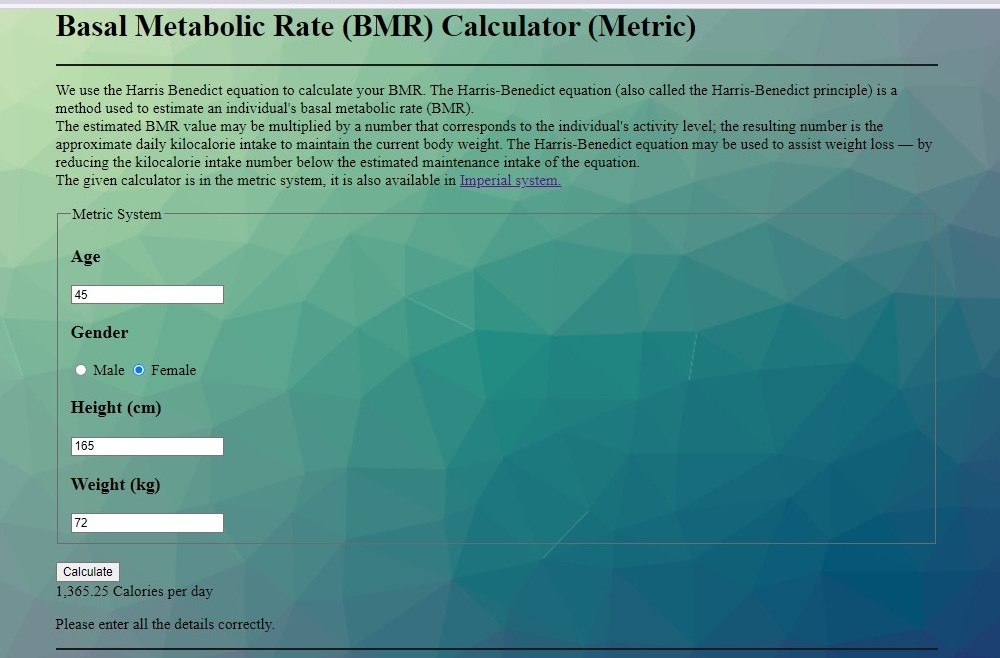 Basal Metabolic Rate (BMR) Calculator (Metric)
We use the Harris Benedict equation to calculate your BMR. The Harris-Benedict equation (also called the Harris-Benedict principle) is a
method used to estimate an individual's basal metabolic rate (BMR).
The estimated BMR value may be multiplied by a number that corresponds to the individual's activity level; the resulting number is the
approximate daily kilocalorie intake to maintain the current body weight. The Harris-Benedict equation may be used to assist weight loss — by
reducing the kilocalorie intake number below the estimated maintenance intake of the equation.
The given calculator is in the metric system, it is also available in Imperial system.
Metric System
Age
45
Gender
Male Female
Height (cm)
165
Weight (kg)
72
Calculate
1,365.25 Calories per day
Please enter all the details correctly.